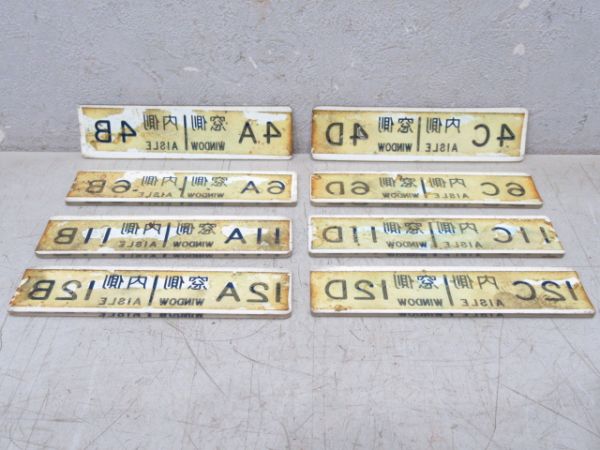 4A 窓側 | 内側 4B
WINDOW AISLE
4C 内側 | 窓側 4D
AISLE WINDOW
6A 窓側 | 内側 6B
WINDOW AISLE
6C 内側 | 窓側 6D
AISLE WINDOW
11A 窓側 | 内側 11B
WINDOW AISLE
11C 内側 | 窓側 11D
AISLE WINDOW
12A 窓側 | 内側 12B
WINDOW AISLE
12C 内側 | 窓側 12D
AISLE WINDOW